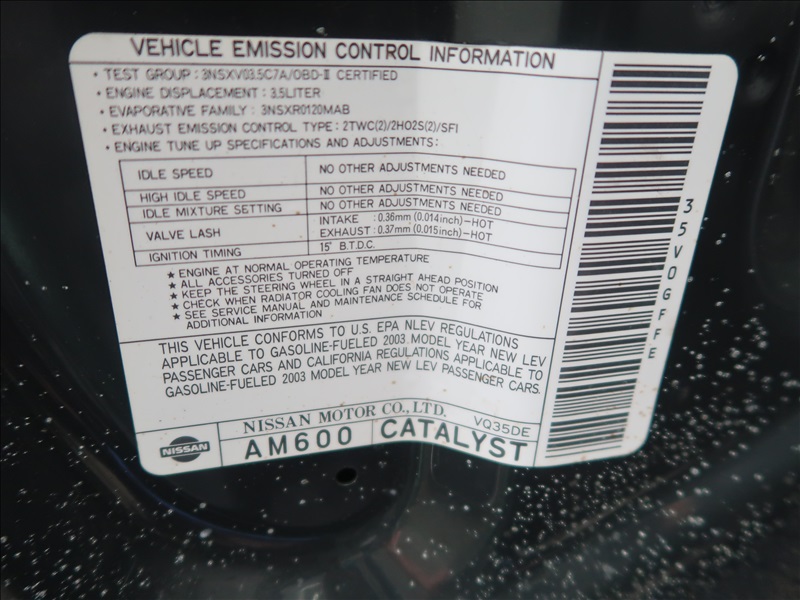 VEHICLE EMISSION CONTROL INFORMATION
• TEST GROUP : 3NSXV03.5C7A/OBD-Ⅱ CERTIFIED
• ENGINE DISPLACEMENT : 3.5LITER
• EVAPORATIVE FAMILY : 3NSXR0120MAB
• EXHAUST EMISSION CONTROL TYPE : 2TWC(2)/2HO2S(2)/SFI
• ENGINE TUNE UP SPECIFICATIONS AND ADJUSTMENTS:
IDLE SPEED NO OTHER ADJUSTMENTS NEEDED
HIGH IDLE SPEED NO OTHER ADJUSTMENTS NEEDED
IDLE MIXTURE SETTING NO OTHER ADJUSTMENTS NEEDED
VALVE LASH INTAKE : 0.36mm (0.014inch)-HOT
EXHAUST : 0.37mm (0.015inch)-HOT
IGNITION TIMING 15° B.T.D.C.
★ ENGINE AT NORMAL OPERATING TEMPERATURE
★ ALL ACCESSORIES TURNED OFF
★ KEEP THE STEERING WHEEL IN A STRAIGHT AHEAD POSITION
★ CHECK WHEN RADIATOR COOLING FAN DOES NOT OPERATE
★ SEE SERVICE MANUAL AND MAINTENANCE SCHEDULE FOR
ADDITIONAL INFORMATION
THIS VEHICLE CONFORMS TO U.S. EPA NLEV REGULATIONS
APPLICABLE TO GASOLINE-FUELED 2003 MODEL YEAR NEW LEV
PASSENGER CARS AND CALIFORNIA REGULATIONS APPLICABLE TO
GASOLINE-FUELED 2003 MODEL YEAR NEW LEV PASSENGER CARS.
NISSAN
NISSAN MOTOR CO., LTD. VQ35DE
AM600 CATALYST
35V0GFFE